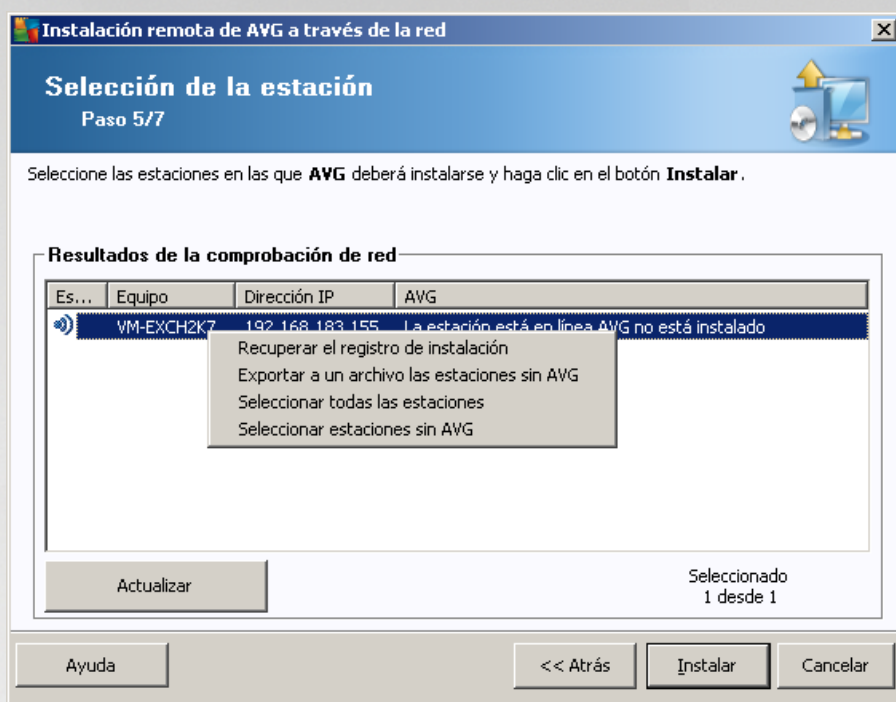 Instalación remota de AVG a través de la red
Selección de la estación
Paso 5/7
Seleccione las estaciones en las que AVG deberá instalarse y haga clic en el botón Instalar.
Resultados de la comprobación de red
Es... Equipo Dirección IP AVG
VM-EXCH2K7 192.168.183.155 La estación está en línea AVG no está instalado
Recuperar el registro de instalación
Exportar a un archivo las estaciones sin AVG
Seleccionar todas las estaciones
Seleccionar estaciones sin AVG
Actualizar
Seleccionado
1 desde 1
Ayuda << Atrás Instalar Cancelar